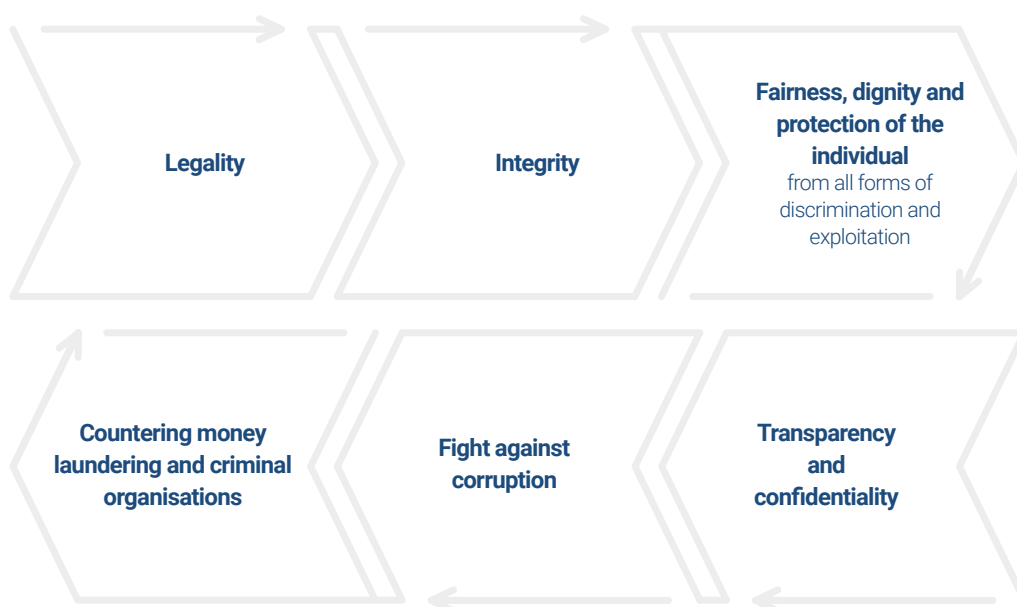 Legality
Integrity
Fairness, dignity and
protection of the
individual
from all forms of
discrimination and
exploitation
Countering money
laundering and criminal
organisations
Fight against
corruption
Transparency
and
confidentiality